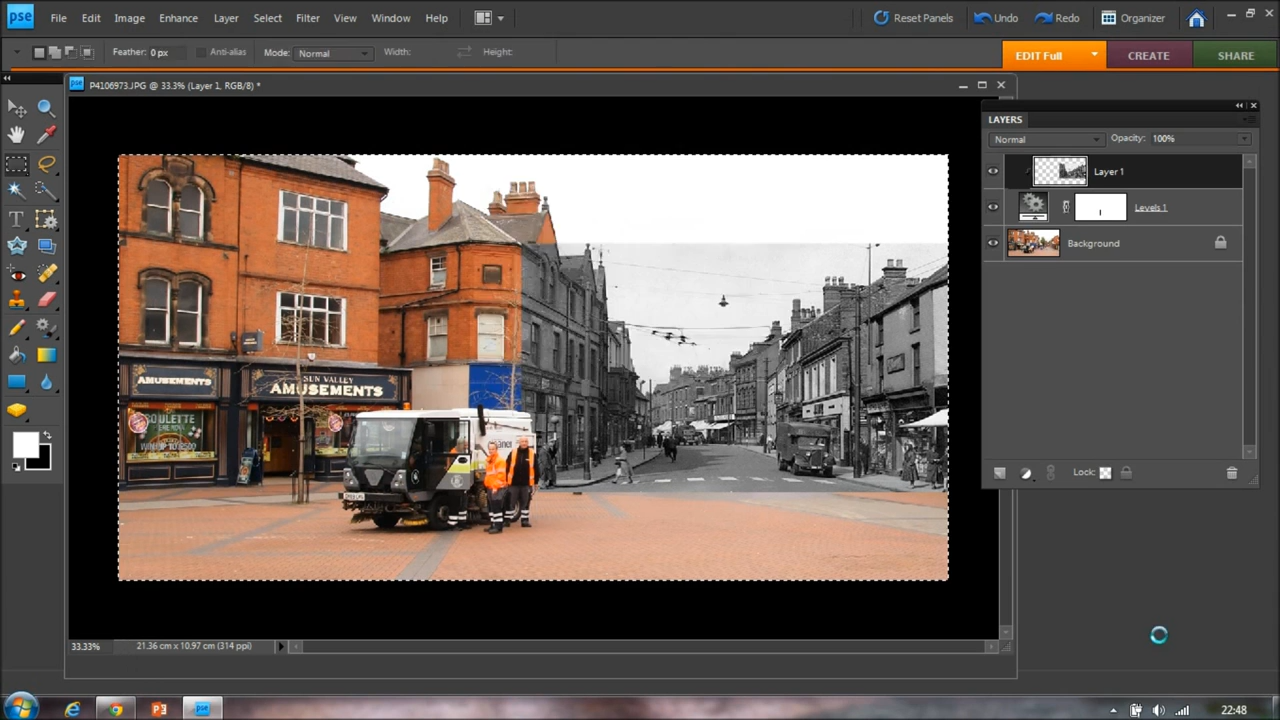 pse File Edit Image Enhance Layer Select Filter View Window Help Reset Panels Undo Redo Organizer
Feather: 0 px Anti-alias Mode: Normal Width: Height: EDIT Full CREATE SHARE
pse P4106973.JPG @ 33.3% (Layer 1, RGB/8) *
LAYERS
Normal Opacity: 100%
Layer 1
Levels 1
Background
AMUSEMENTS
SUN VALLEY
AMUSEMENTS
ROULETTE
Lock:
33.33% 21.36 cm x 10.97 cm (314 ppi)
pse
22:48